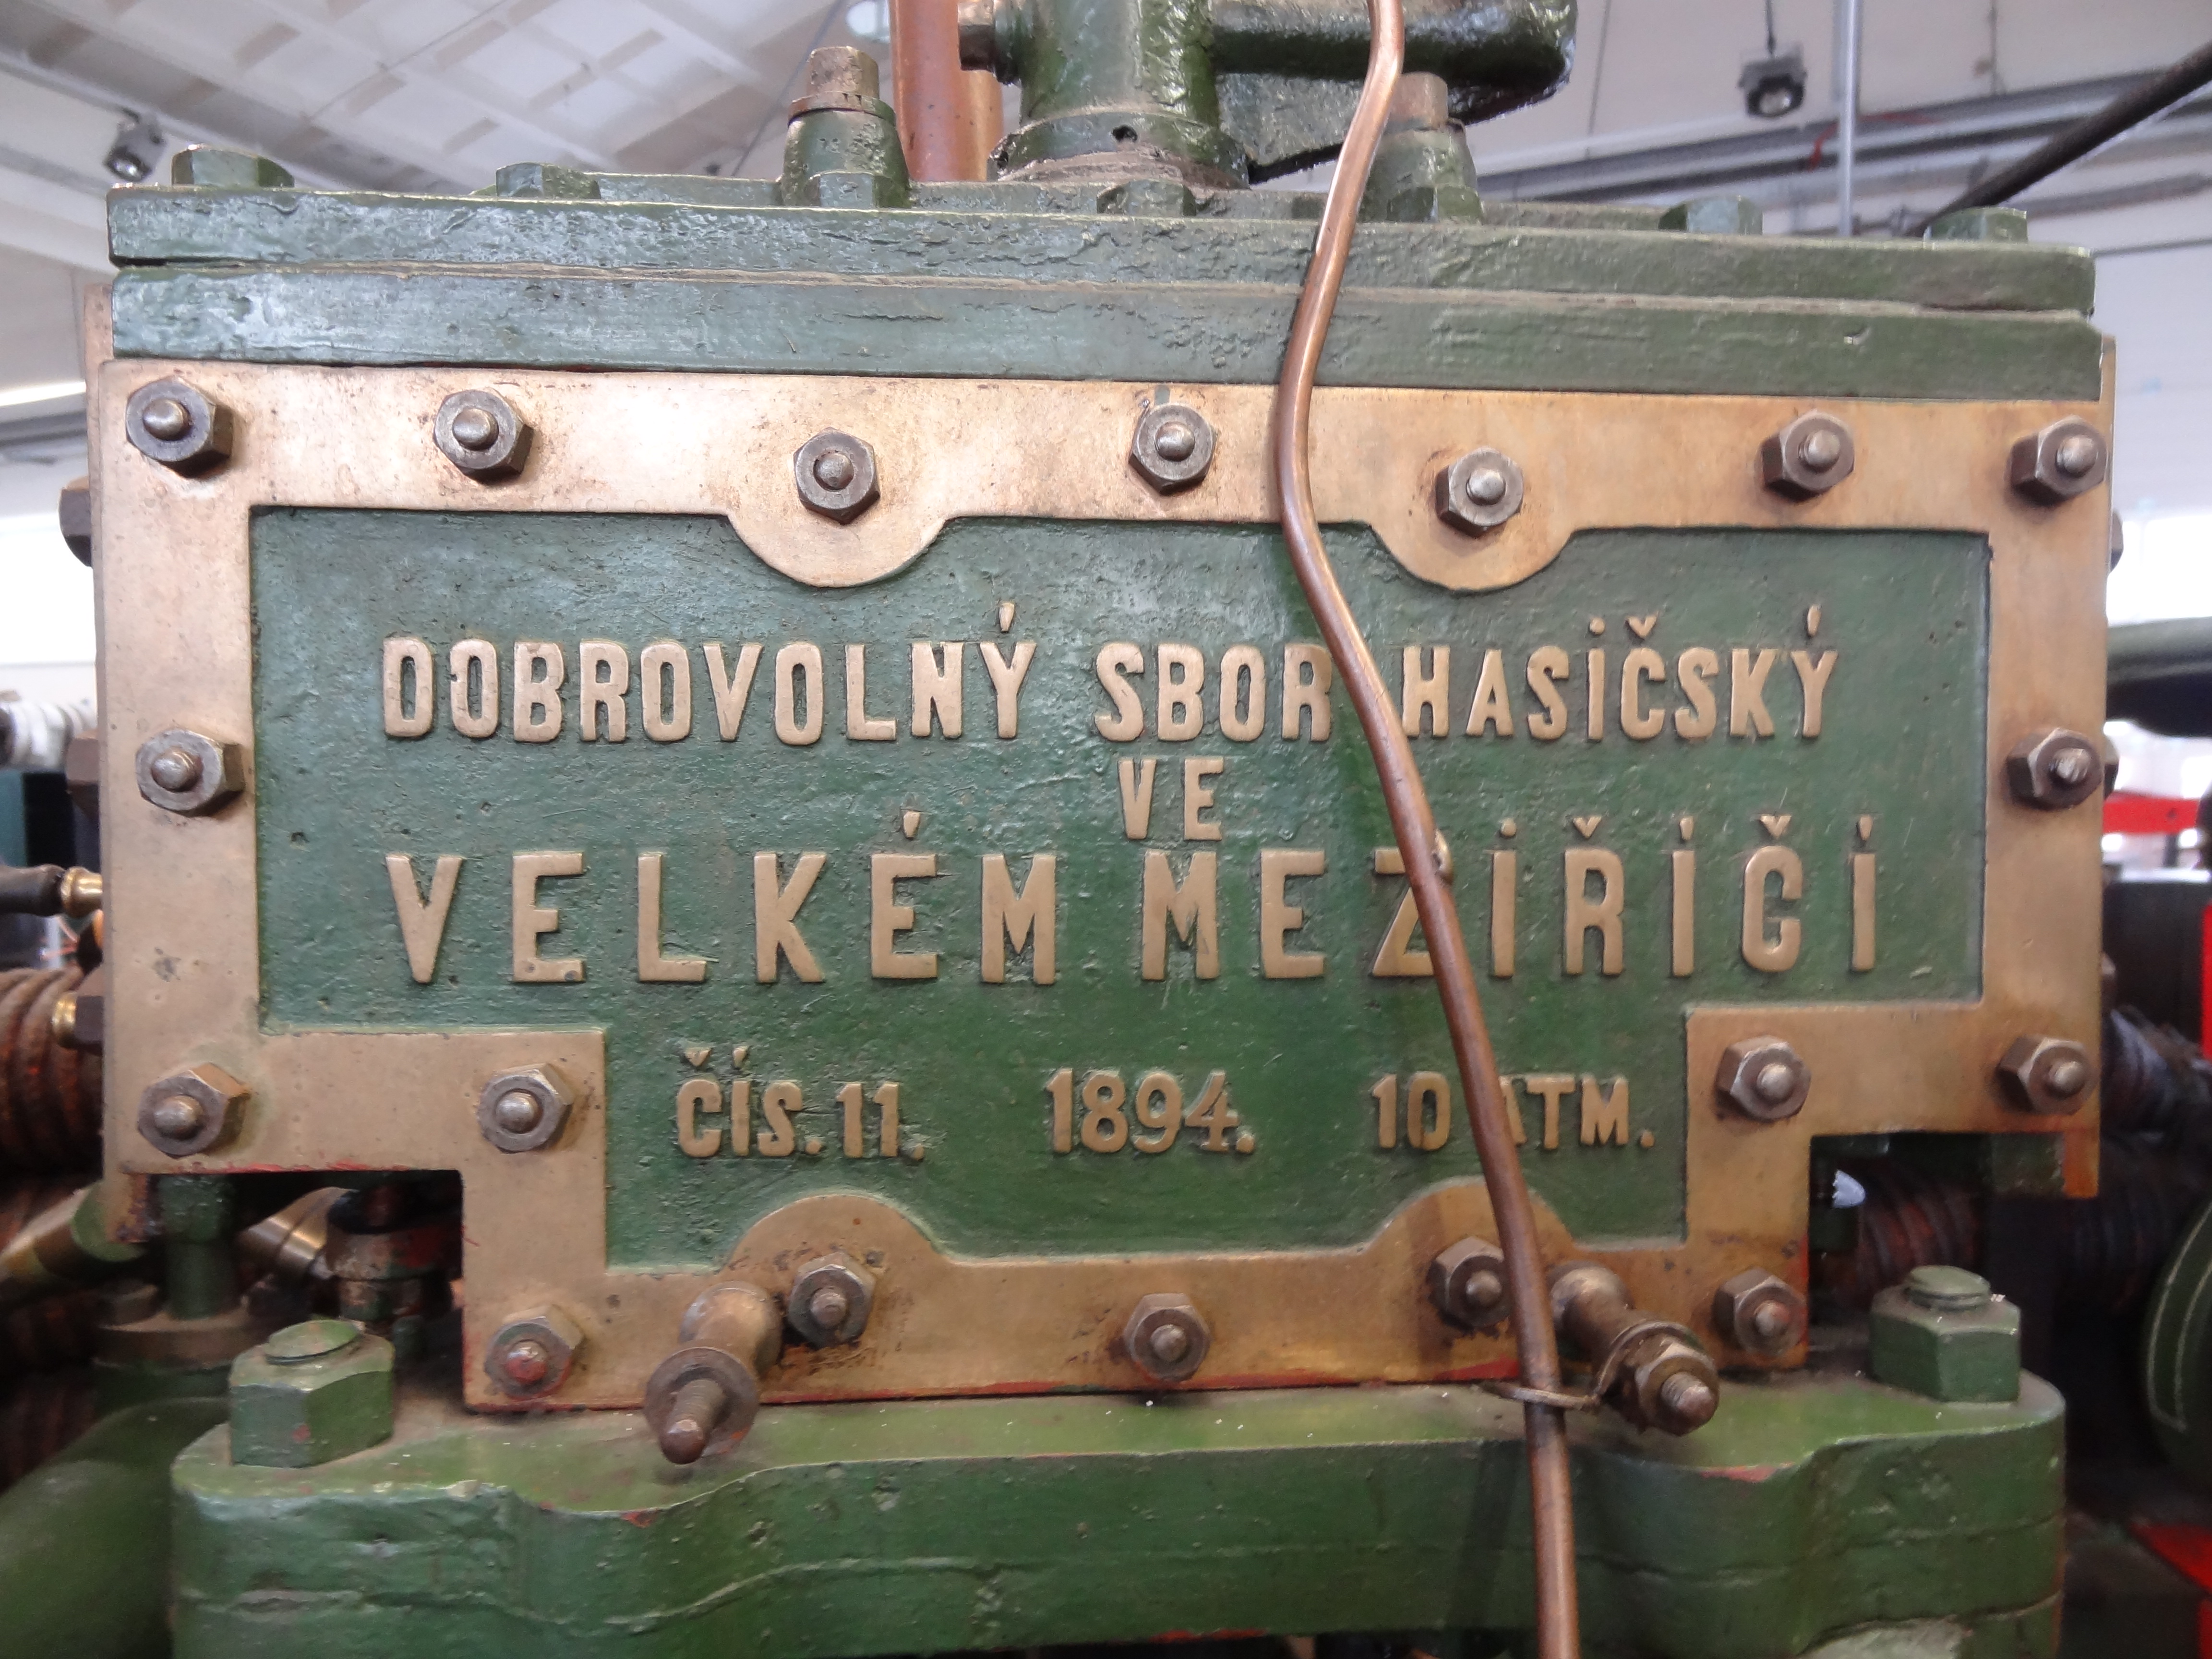 DOBROVOLNÝ SBOR HASIČSKÝ
VE
VELKÉM MEZIŘÍČÍ
ČÍS. 11. 1894. 10 ATM.